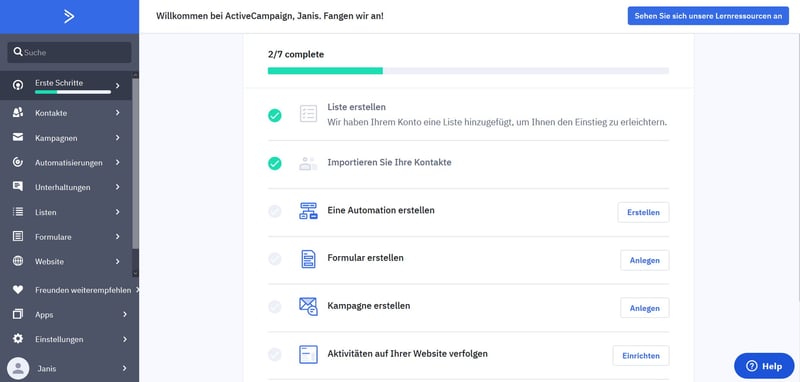 Willkommen bei ActiveCampaign, Janis. Fangen wir an!
Sehen Sie sich unsere Lernressourcen an
Suche
Erste Schritte
Kontakte
Kampagnen
Automatisierungen
Unterhaltungen
Listen
Formulare
Website
Freunden weiterempfehlen
Apps
Einstellungen
Janis
2/7 complete
Liste erstellen
Wir haben Ihrem Konto eine Liste hinzugefügt, um Ihnen den Einstieg zu erleichtern.
Importieren Sie Ihre Kontakte
Eine Automation erstellen
Erstellen
Formular erstellen
Anlegen
Kampagne erstellen
Anlegen
Aktivitäten auf Ihrer Website verfolgen
Einrichten
Help